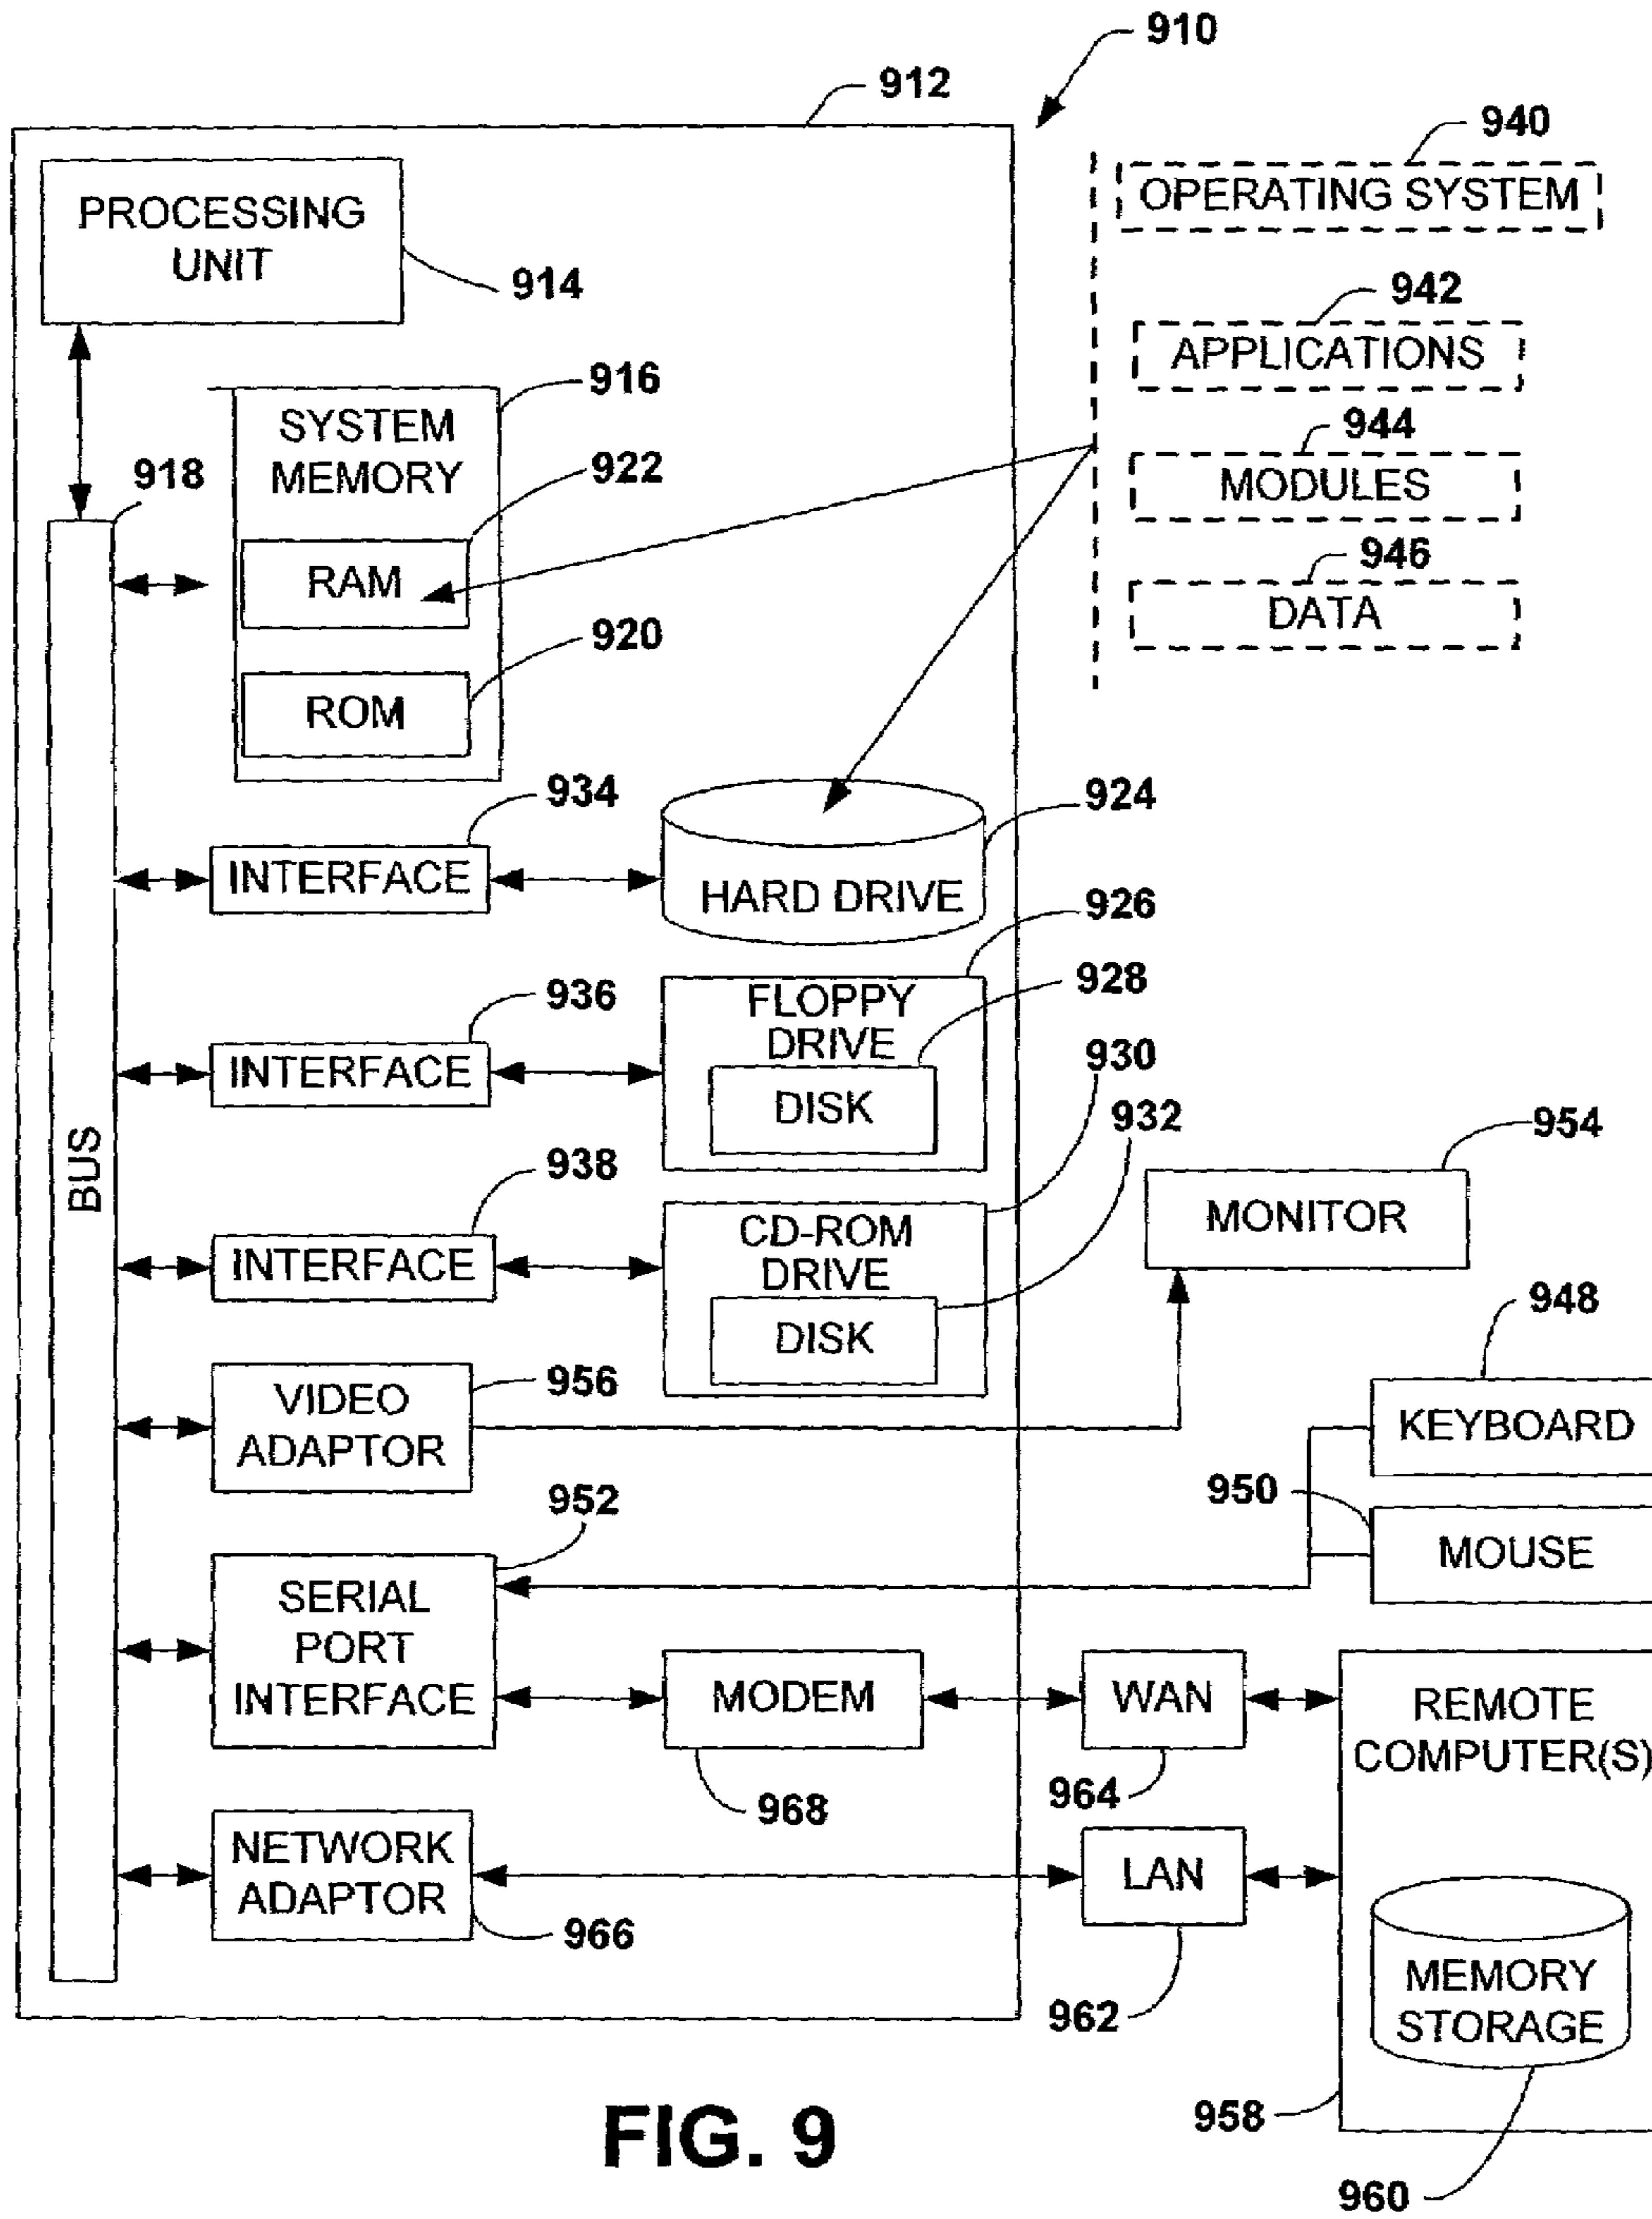 910
912
940
OPERATING SYSTEM
PROCESSING
UNIT
914
942
APPLICATIONS
916
SYSTEM
MEMORY
944
MODULES
918
922
RAM
946
DATA
920
ROM
934
INTERFACE
924
HARD DRIVE
926
936
INTERFACE
FLOPPY
DRIVE
928
DISK
930
932
BUS
938
INTERFACE
CD-ROM
DRIVE
DISK
954
MONITOR
948
KEYBOARD
956
VIDEO
ADAPTOR
950
MOUSE
952
SERIAL
PORT
INTERFACE
MODEM
968
WAN
964
REMOTE
COMPUTER(S)
NETWORK
ADAPTOR
966
LAN
962
MEMORY
STORAGE
958
960
FIG. 9